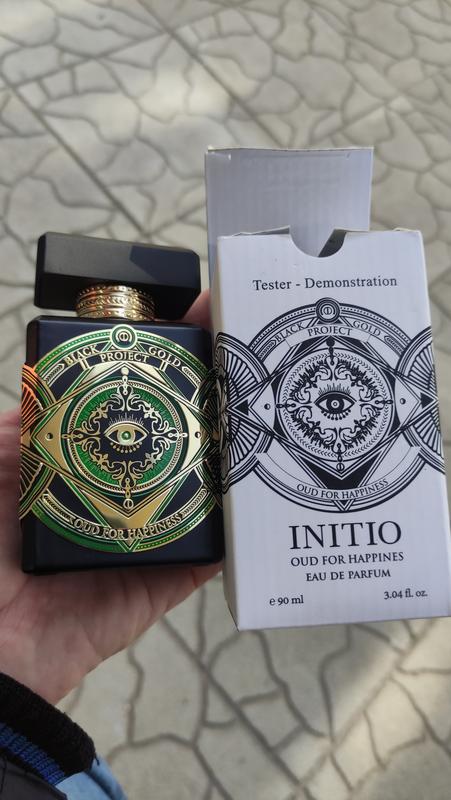 BLACK GOLD
PROJECT
OUD FOR HAPPINESS
Tester - Demonstration
BLACK GOLD
PROJECT
OUD FOR HAPPINESS
INITIO
OUD FOR HAPPINES
EAU DE PARFUM
e 90 ml 3.04 fl. oz.